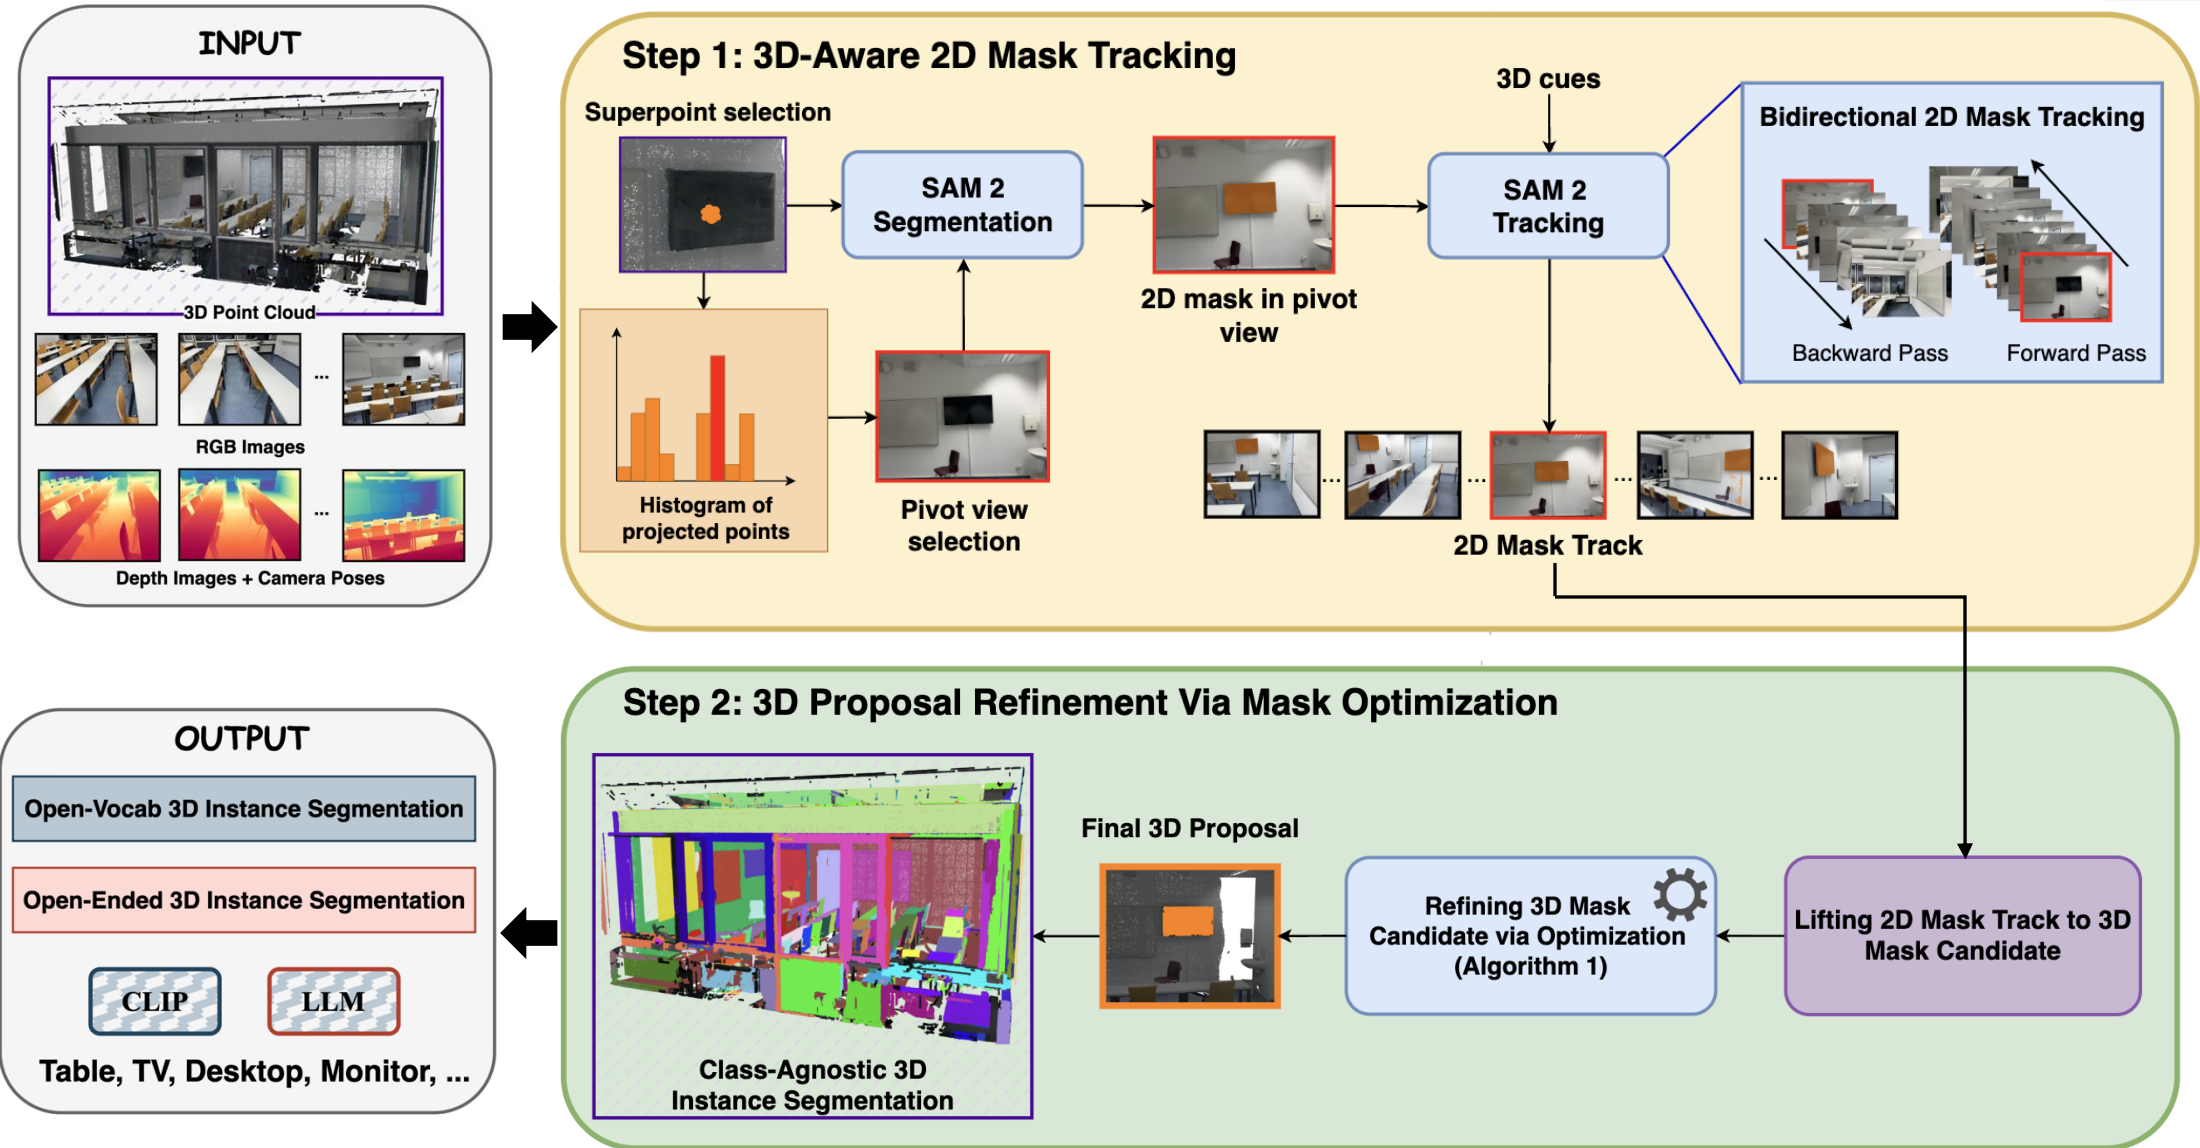 INPUT
3D Point Cloud
...
RGB Images
...
Depth Images + Camera Poses
Step 1: 3D-Aware 2D Mask Tracking
Superpoint selection
SAM 2
Segmentation
Histogram of
projected points
Pivot view
selection
2D mask in pivot
view
3D cues
SAM 2
Tracking
Bidirectional 2D Mask Tracking
Backward Pass
Forward Pass
...
...
...
...
2D Mask Track
Step 2: 3D Proposal Refinement Via Mask Optimization
Lifting 2D Mask Track to 3D
Mask Candidate
Refining 3D Mask
Candidate via Optimization
(Algorithm 1)
Final 3D Proposal
Class-Agnostic 3D
Instance Segmentation
OUTPUT
Open-Vocab 3D Instance Segmentation
Open-Ended 3D Instance Segmentation
CLIP
LLM
Table, TV, Desktop, Monitor, ...